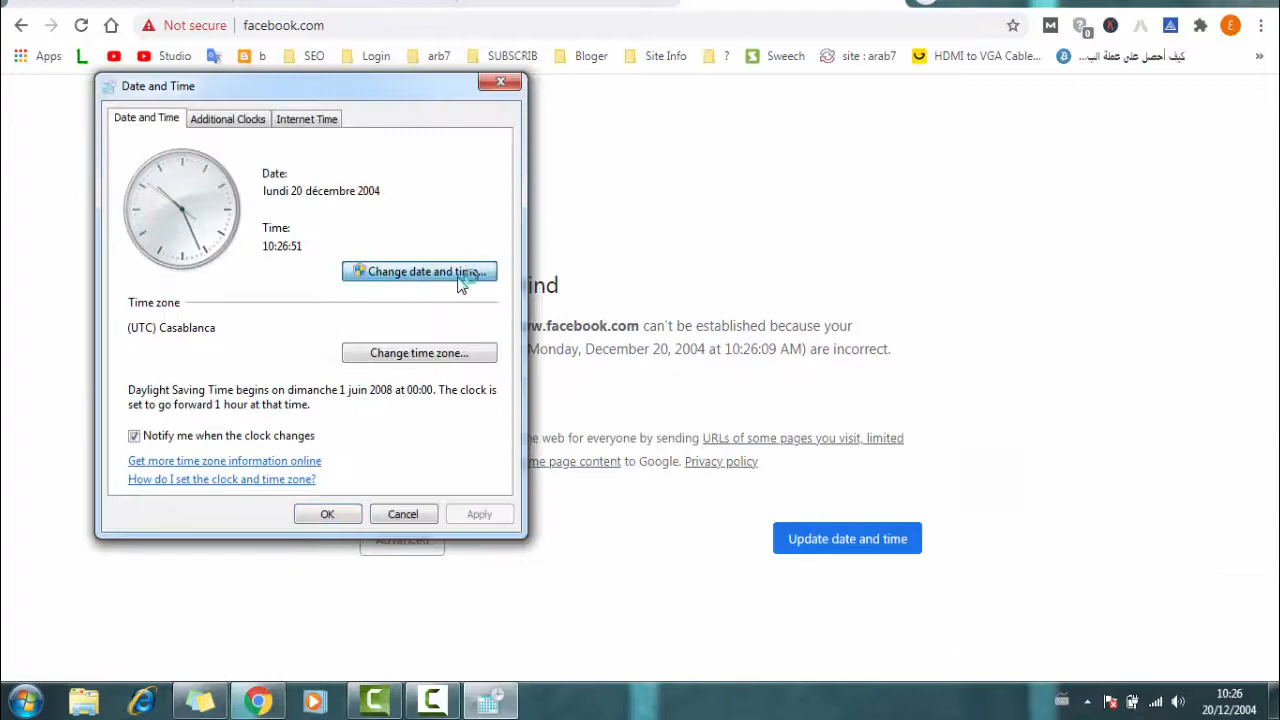 Not secure
facebook.com
Apps
Studio
b
SEO
Login
arb7
SUBSCRIB
Bloger
Site Info
?
Sweech
site : arab7
HDMI to VGA Cable...
كيف أحصل على عملة الب...
»
Date and Time
Date and Time
Additional Clocks
Internet Time
Date:
lundi 20 décembre 2004
Time:
10:26:51
Change date and time...
Time zone
(UTC) Casablanca
Change time zone...
Daylight Saving Time begins on dimanche 1 juin 2008 at 00:00. The clock is
set to go forward 1 hour at that time.
Notify me when the clock changes
Get more time zone information online
How do I set the clock and time zone?
OK
Cancel
Apply
ind
w.facebook.com can't be established because your
Monday, December 20, 2004 at 10:26:09 AM) are incorrect.
e web for everyone by sending URLs of some pages you visit, limited
me page content to Google. Privacy policy
Advanced
Update date and time
10:26
20/12/2004